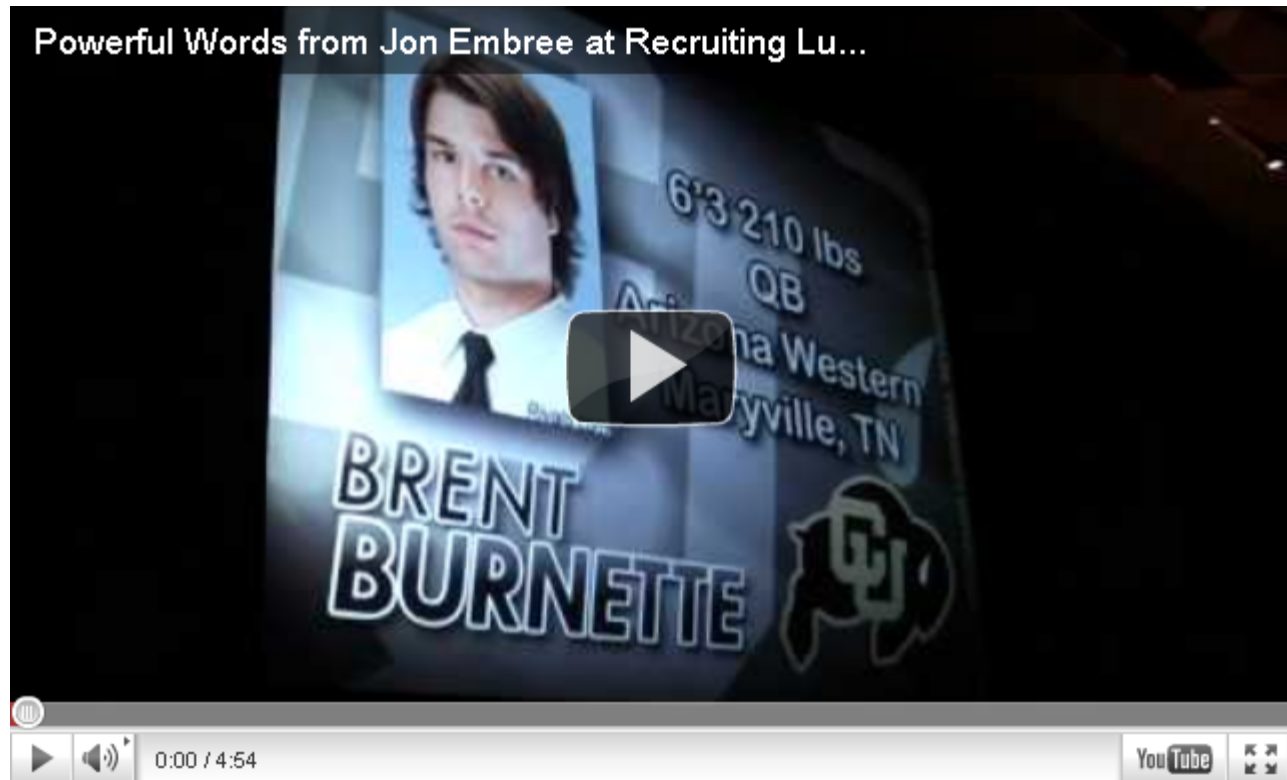 Powerful Words from Jon Embree at Recruiting Lu...
6'3 210 lbs
QB
Arizona Western
Maryville, TN
BRENT
BURNETTE
CU
0:00 / 4:54
YouTube